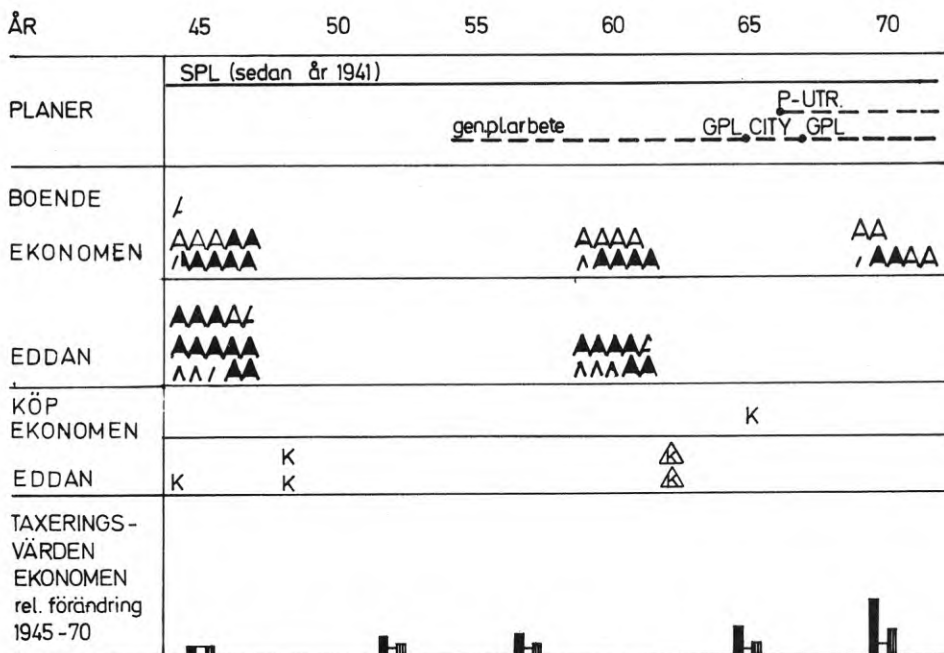 ÅR 45 50 55 60 65 70
SPL (sedan år 1941)
PLANER
P-UTR.
gen.plarbete GPL CITY GPL
BOENDE
EKONOMEN
EDDAN
KÖP
EKONOMEN K
K K
EDDAN K K K
TAXERINGS-
VÄRDEN
EKONOMEN
rel. förändring
1945-70